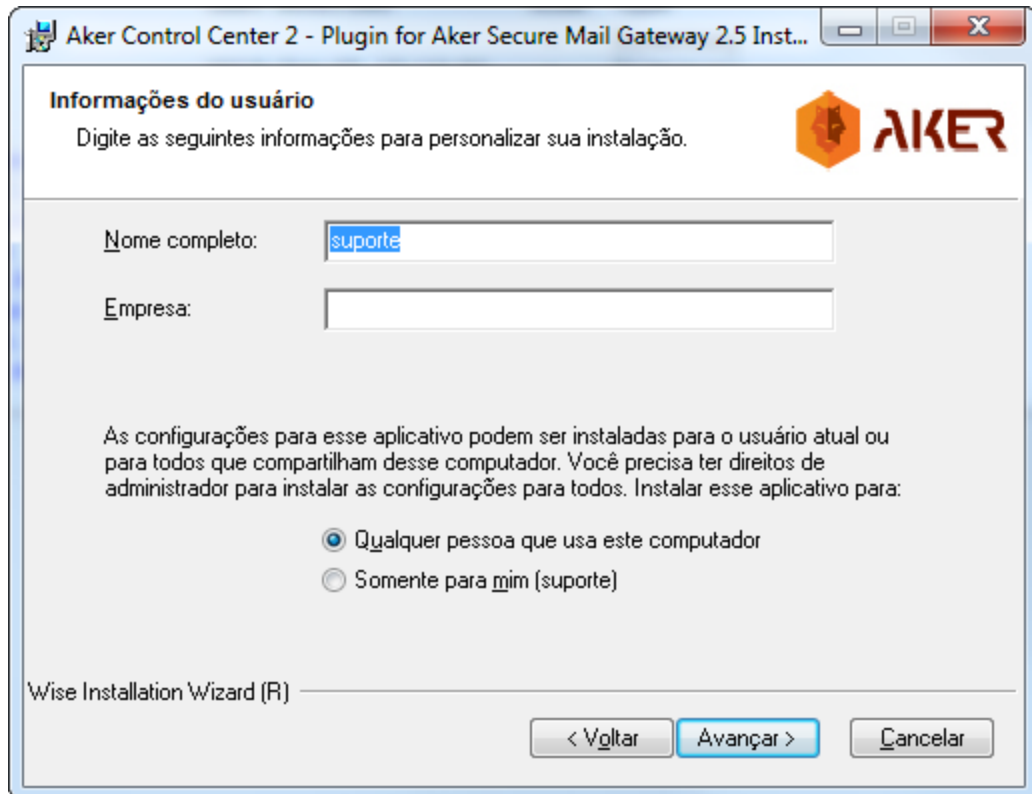 Aker Control Center 2 - Plugin for Aker Secure Mail Gateway 2.5 Inst...
Informações do usuário
Digite as seguintes informações para personalizar sua instalação.
AKER
Nome completo:
suporte
Empresa:
As configurações para esse aplicativo podem ser instaladas para o usuário atual ou
para todos que compartilham desse computador. Você precisa ter direitos de
administrador para instalar as configurações para todos. Instalar esse aplicativo para:
Qualquer pessoa que usa este computador
Somente para mim (suporte)
Wise Installation Wizard (R)
< Voltar
Avançar >
Cancelar